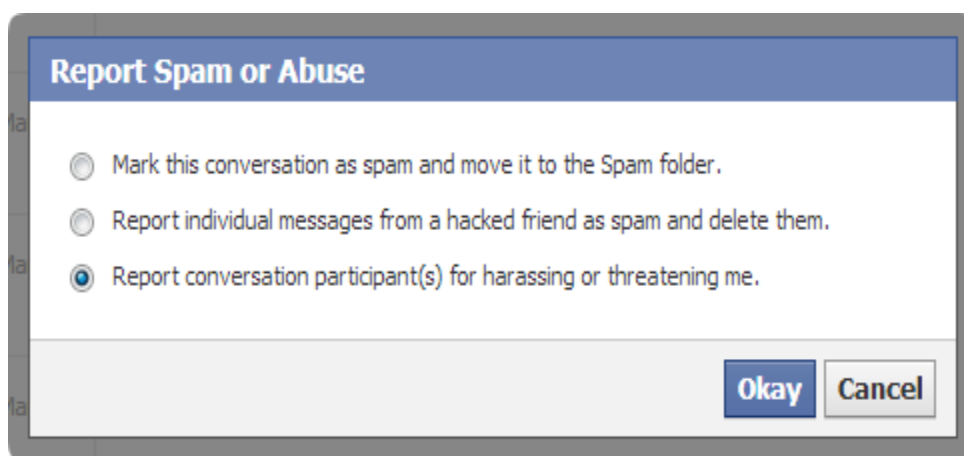 Report Spam or Abuse
Mark this conversation as spam and move it to the Spam folder.
Report individual messages from a hacked friend as spam and delete them.
Report conversation participant(s) for harassing or threatening me.
Okay Cancel